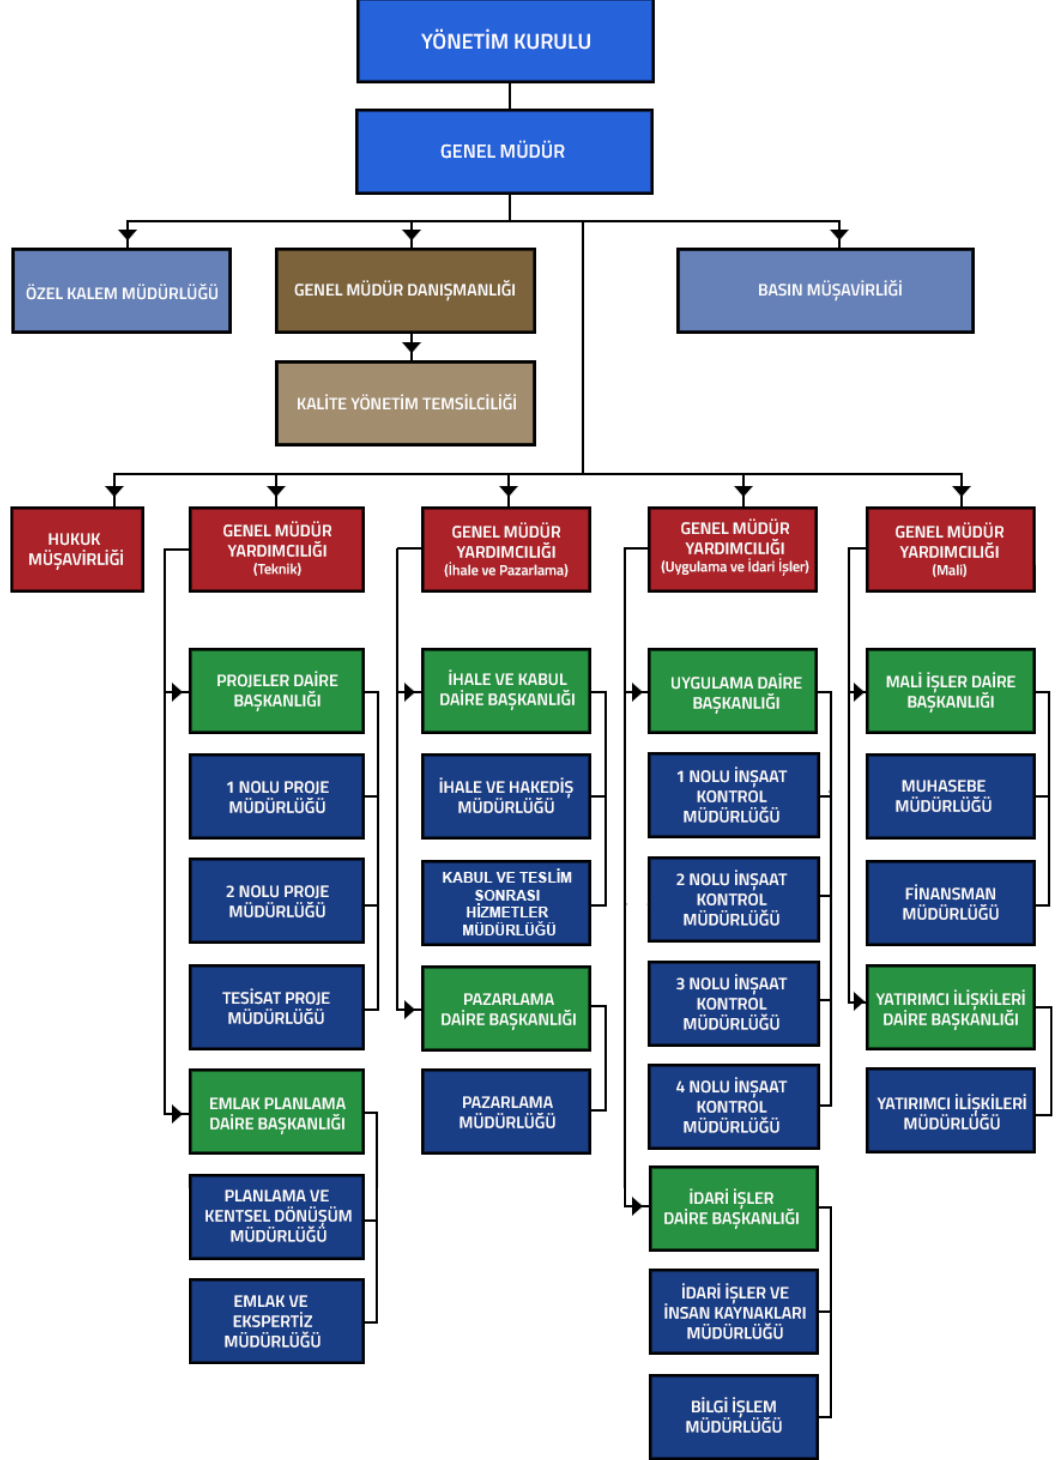 YÖNETİM KURULU
GENEL MÜDÜR
ÖZEL KALEM MÜDÜRLÜĞÜ
GENEL MÜDÜR DANIŞMANLIĞI
BASIN MÜŞAVİRLİĞİ
KALİTE YÖNETİM TEMSİLCİLİĞİ
HUKUK
MÜŞAVİRLİĞİ
GENEL MÜDÜR
YARDIMCILIĞI
(Teknik)
PROJELER DAİRE
BAŞKANLIĞI
1 NOLU PROJE
MÜDÜRLÜĞÜ
2 NOLU PROJE
MÜDÜRLÜĞÜ
TESİSAT PROJE
MÜDÜRLÜĞÜ
EMLAK PLANLAMA
DAİRE BAŞKANLIĞI
PLANLAMA VE
KENTSEL DÖNÜŞÜM
MÜDÜRLÜĞÜ
EMLAK VE
EKSPERTİZ
MÜDÜRLÜĞÜ
GENEL MÜDÜR
YARDIMCILIĞI
(İhale ve Pazarlama)
İHALE VE KABUL
DAİRE BAŞKANLIĞI
İHALE VE HAKEDİŞ
MÜDÜRLÜĞÜ
KABUL VE TESLİM
SONRASI
HİZMETLER
MÜDÜRLÜĞÜ
PAZARLAMA
DAİRE BAŞKANLIĞI
PAZARLAMA
MÜDÜRLÜĞÜ
GENEL MÜDÜR
YARDIMCILIĞI
(Uygulama ve İdari İşler)
UYGULAMA DAİRE
BAŞKANLIĞI
1 NOLU İNŞAAT
KONTROL
MÜDÜRLÜĞÜ
2 NOLU İNŞAAT
KONTROL
MÜDÜRLÜĞÜ
3 NOLU İNŞAAT
KONTROL
MÜDÜRLÜĞÜ
4 NOLU İNŞAAT
KONTROL
MÜDÜRLÜĞÜ
İDARİ İŞLER
DAİRE BAŞKANLIĞI
İDARİ İŞLER VE
İNSAN KAYNAKLARI
MÜDÜRLÜĞÜ
BİLGİ İŞLEM
MÜDÜRLÜĞÜ
GENEL MÜDÜR
YARDIMCILIĞI
(Mali)
MALİ İŞLER DAİRE
BAŞKANLIĞI
MUHASEBE
MÜDÜRLÜĞÜ
FİNANSMAN
MÜDÜRLÜĞÜ
YATIRIMCI İLİŞKİLERİ
DAİRE BAŞKANLIĞI
YATIRIMCI İLİŞKİLERİ
MÜDÜRLÜĞÜ